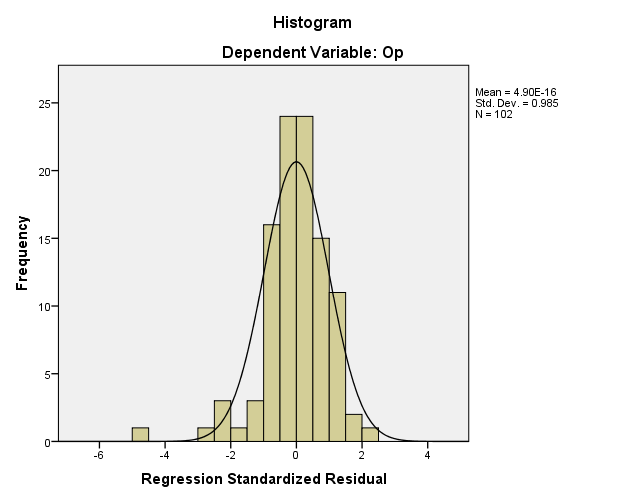 Histogram
Dependent Variable: Op
Mean = 4.90E-16
Std. Dev. = 0.985
N = 102
25
20
15
10
5
0
Frequency
-6 -4 -2 0 2 4
Regression Standardized Residual